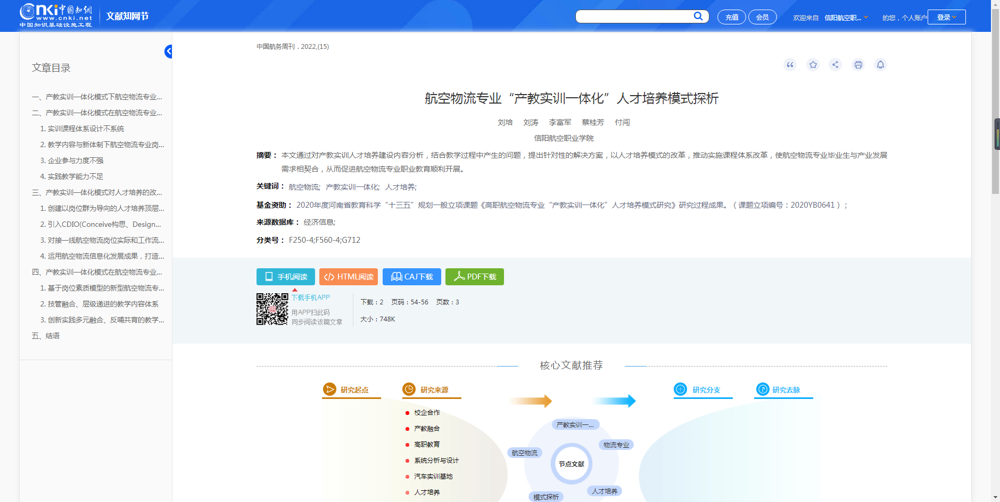 cnki中国知网
www.cnki.net
中国知识基础设施工程
文献知网节
充值
会员
欢迎来自 信阳航空职...
的您，个人账户
登录
文章目录
一、产教实训一体化模式下航空物流专业...
二、产教实训一体化模式在航空物流专业...
1. 实训课程体系设计不系统
2. 教学内容与新体制下航空物流专业岗...
3. 企业参与力度不强
4. 实践教学能力不足
三、产教实训一体化模式对人才培养的改...
1. 创建以岗位群为导向的人才培养顶层...
2. 引入CDIO(Conceive构思、Design...
3. 对接一线航空物流岗位实际和工作流...
4. 运用航空物流信息化发展成果，打造...
四、产教实训一体化模式在航空物流专业...
1. 基于岗位素质模型的新型航空物流专...
2. 技管融合、层级递进的教学内容体系
3. 创新实践多元融合、反哺共育的教学...
五、结语
中国航务周刊 . 2022,(15)
航空物流专业“产教实训一体化”人才培养模式探析
刘培 刘涛 李富军 蔡桂芳 付闯
信阳航空职业学院
摘要： 本文通过对产教实训人才培养建设内容分析，结合教学过程中产生的问题，提出针对性的解决方案，以人才培养模式的改革，推动实施课程体系改革，使航空物流专业毕业生与产业发展
需求相契合，从而促进航空物流专业职业教育顺利开展。
关键词： 航空物流; 产教实训一体化; 人才培养;
基金资助： 2020年度河南省教育科学“十三五”规划一般立项课题《高职航空物流专业“产教实训一体化”人才培养模式研究》研究过程成果。（课题立项编号：2020YB0641）；
来源数据库： 经济信息;
分类号： F250-4;F560-4;G712
手机阅读
HTML阅读
CAJ下载
PDF下载
下载手机APP
用APP扫此码
同步阅读该篇文章
下载：2 页码：54-56 页数：3
大小：748K
核心文献推荐
研究起点
研究来源
研究分支
研究去脉
校企合作
产教融合
高职教育
系统分析与设计
汽车实训基地
人才培养
产教实训一...
物流专业
航空物流
节点文献
人才培养
模式探析